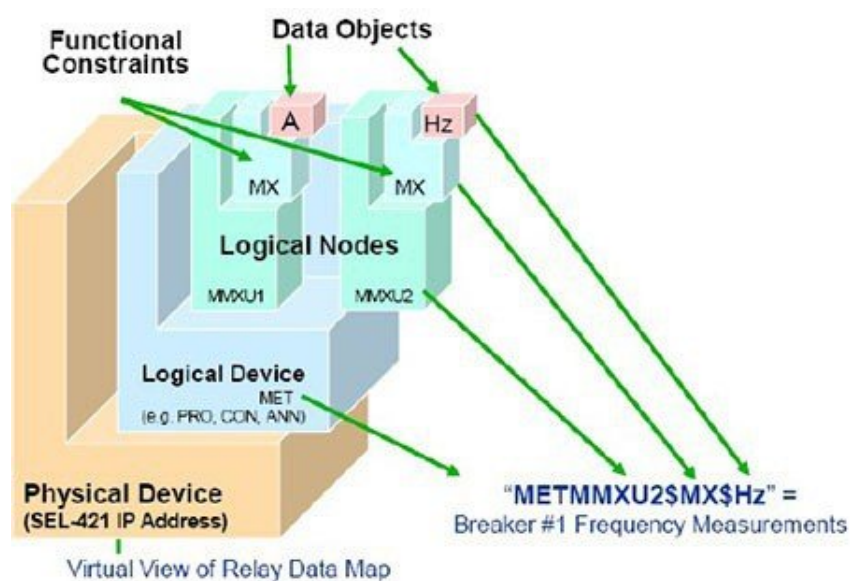 Functional
Constraints
Data Objects
A
Hz
MX
MX
Logical Nodes
MMXU1
MMXU2
Logical Device
MET
(e.g. PRO, CON, ANN)
Physical Device
(SEL-421 IP Address)
"METMMXU2$MX$Hz" =
Breaker #1 Frequency Measurements
Virtual View of Relay Data Map